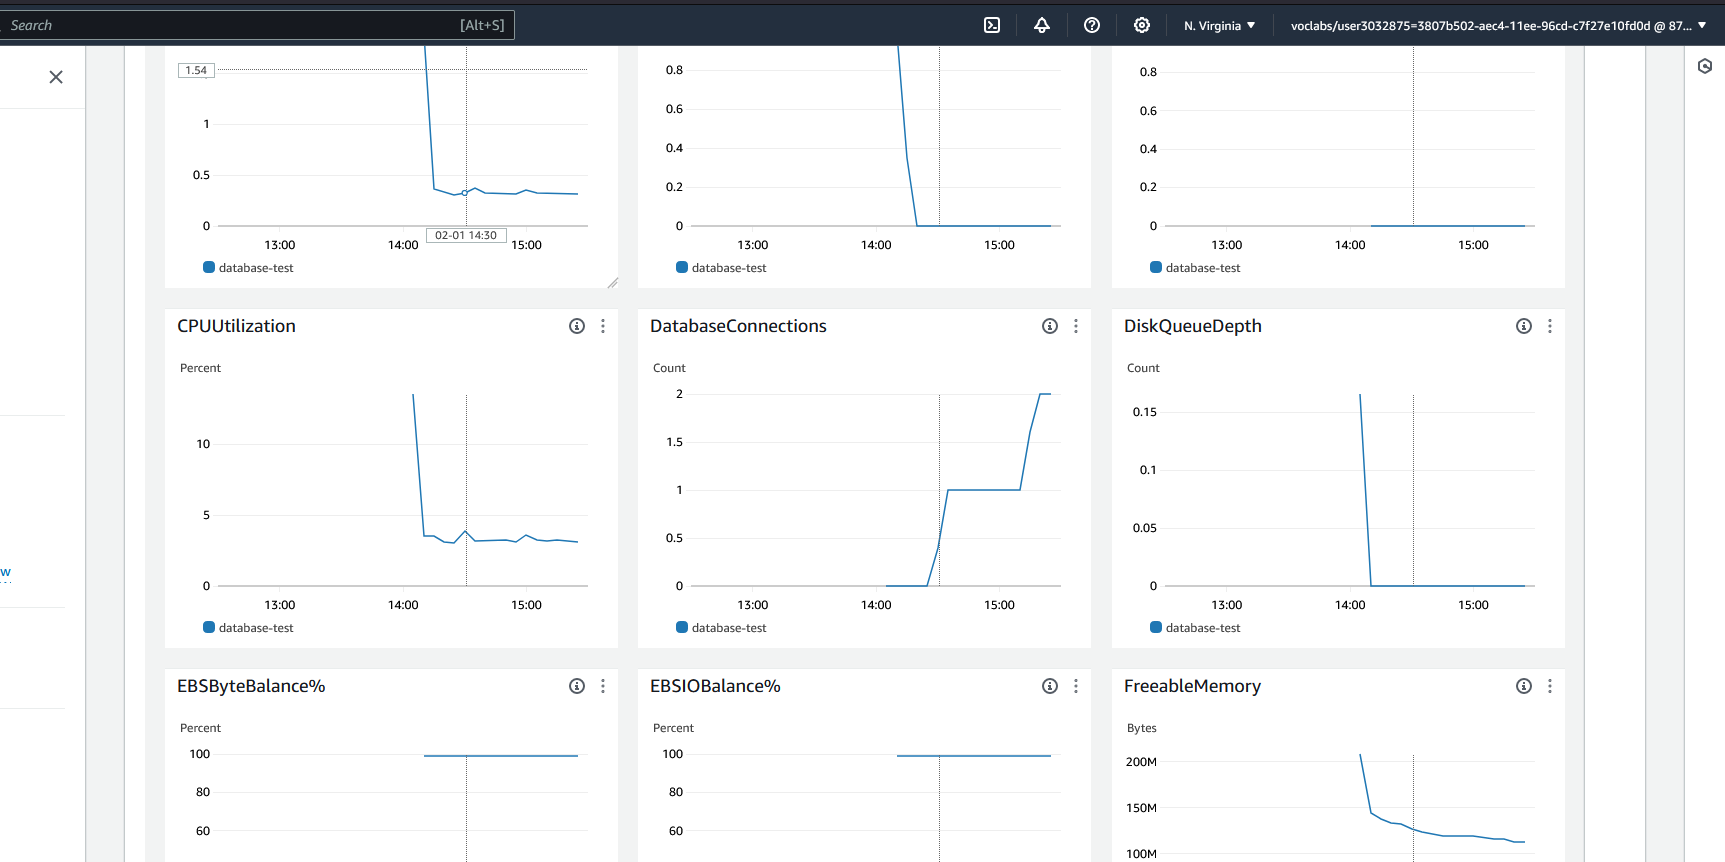 Search [Alt+S] N. Virginia voclabs/user3032875=3807b502-aec4-11ee-96cd-c7f27e10fd0d @ 87...
1.54
1
0.5
0
13:00 14:00 02-01 14:30 15:00
database-test
0.8
0.6
0.4
0.2
0
13:00 14:00 15:00
database-test
0.8
0.6
0.4
0.2
0
13:00 14:00 15:00
database-test
w
CPUUtilization
Percent
10
5
0
13:00 14:00 15:00
database-test
DatabaseConnections
Count
2
1.5
1
0.5
0
13:00 14:00 15:00
database-test
DiskQueueDepth
Count
0.15
0.1
0.05
0
13:00 14:00 15:00
database-test
EBSByteBalance%
Percent
100
80
60
EBSIOBalance%
Percent
100
80
60
FreeableMemory
Bytes
200M
150M
100M